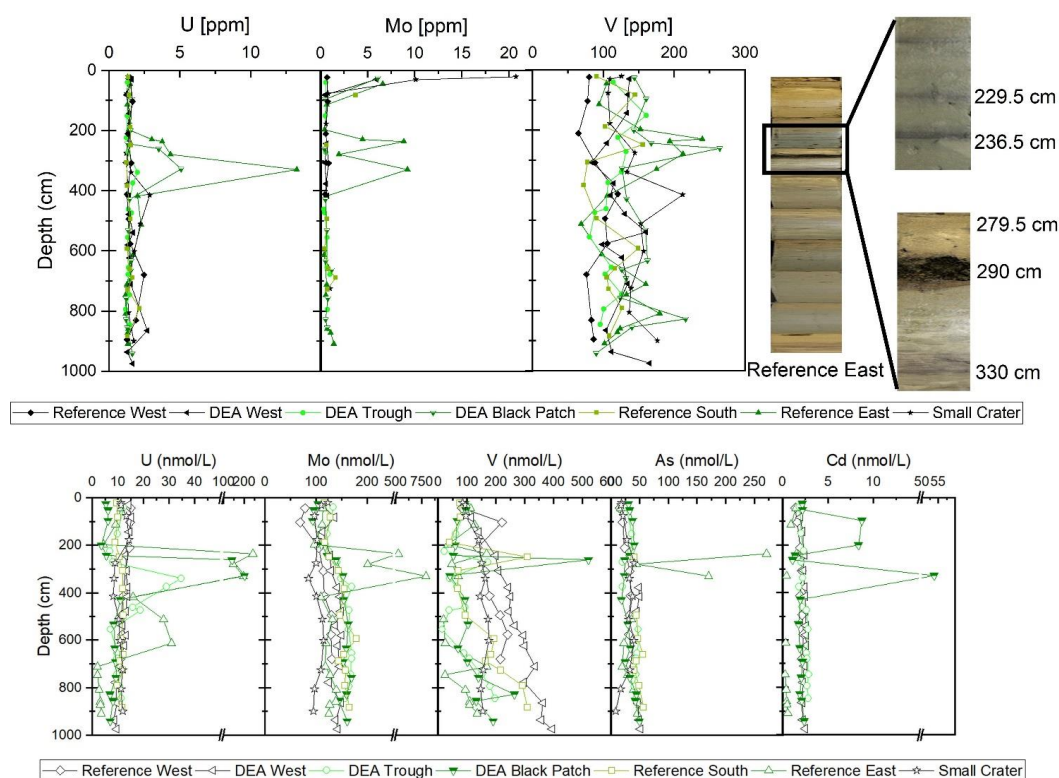 U [ppm] Mo [ppm] V [ppm]
0 5 10 0 5 10 15 20 0 100 200 300
0
200
400
600
800
1000
Depth (cm)
229.5 cm
236.5 cm
279.5 cm
290 cm
330 cm
Reference East
Reference West DEA West DEA Trough DEA Black Patch Reference South Reference East Small Crater
U (nmol/L) Mo (nmol/L) V (nmol/L) As (nmol/L) Cd (nmol/L)
0 10 20 30 40 100 200 100 200 500 7500 0 100 200 300 500 600 50 100 150 200 250 0 5 10 50 55
0
200
400
600
800
1000
Depth (cm)
Reference West DEA West DEA Trough DEA Black Patch Reference South Reference East Small Crater